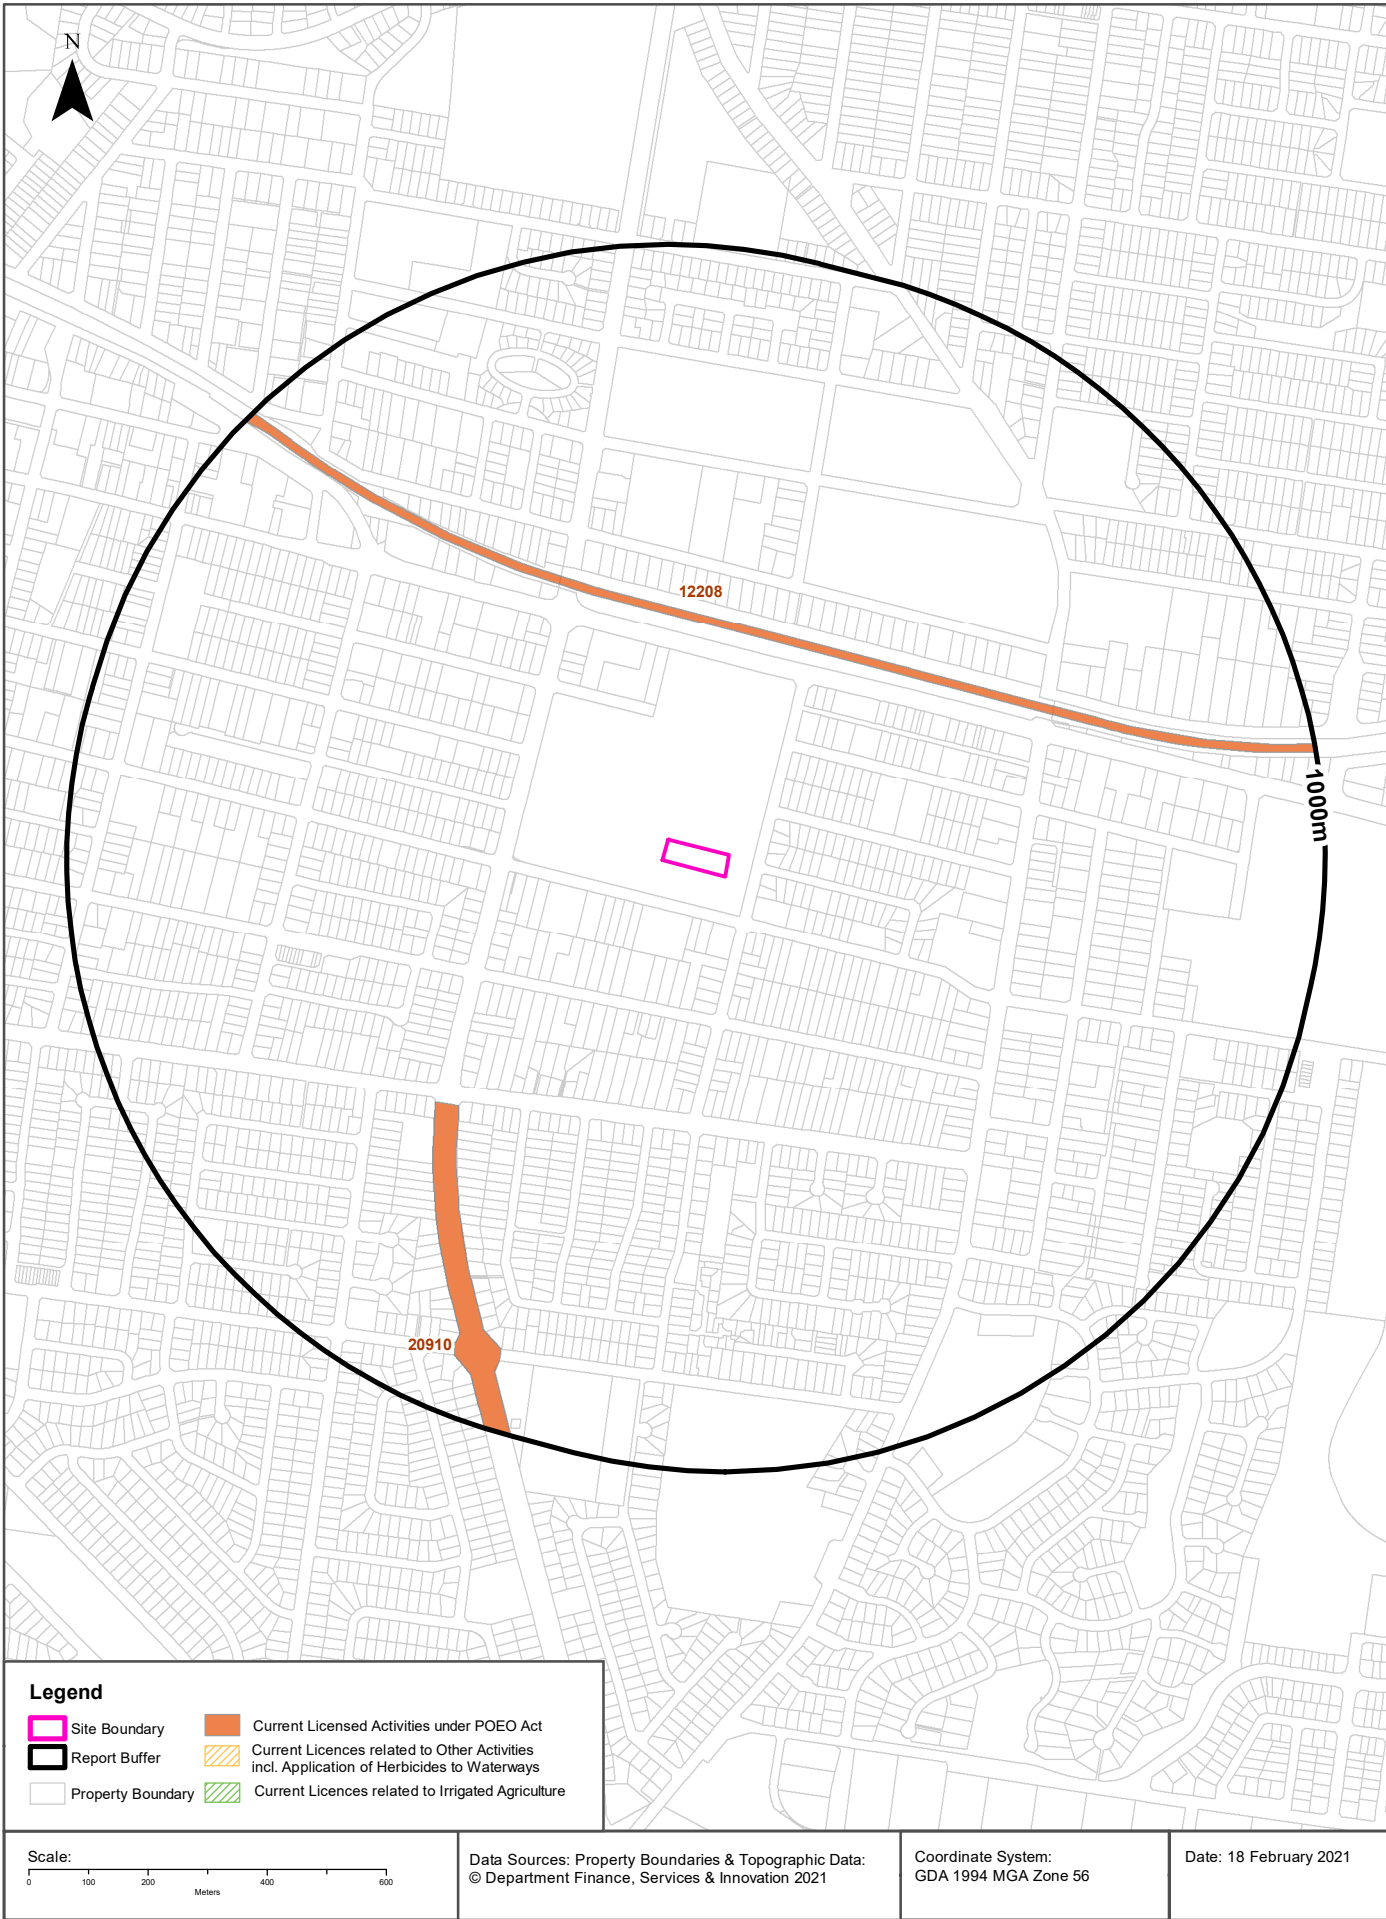 N
12208
1000m
20910
Legend
Site Boundary
Report Buffer
Property Boundary
Current Licensed Activities under POEO Act
Current Licences related to Other Activities
incl. Application of Herbicides to Waterways
Current Licences related to Irrigated Agriculture
Scale:
0 100 200 400 600
Meters
Data Sources: Property Boundaries & Topographic Data:
© Department Finance, Services & Innovation 2021
Coordinate System:
GDA 1994 MGA Zone 56
Date: 18 February 2021